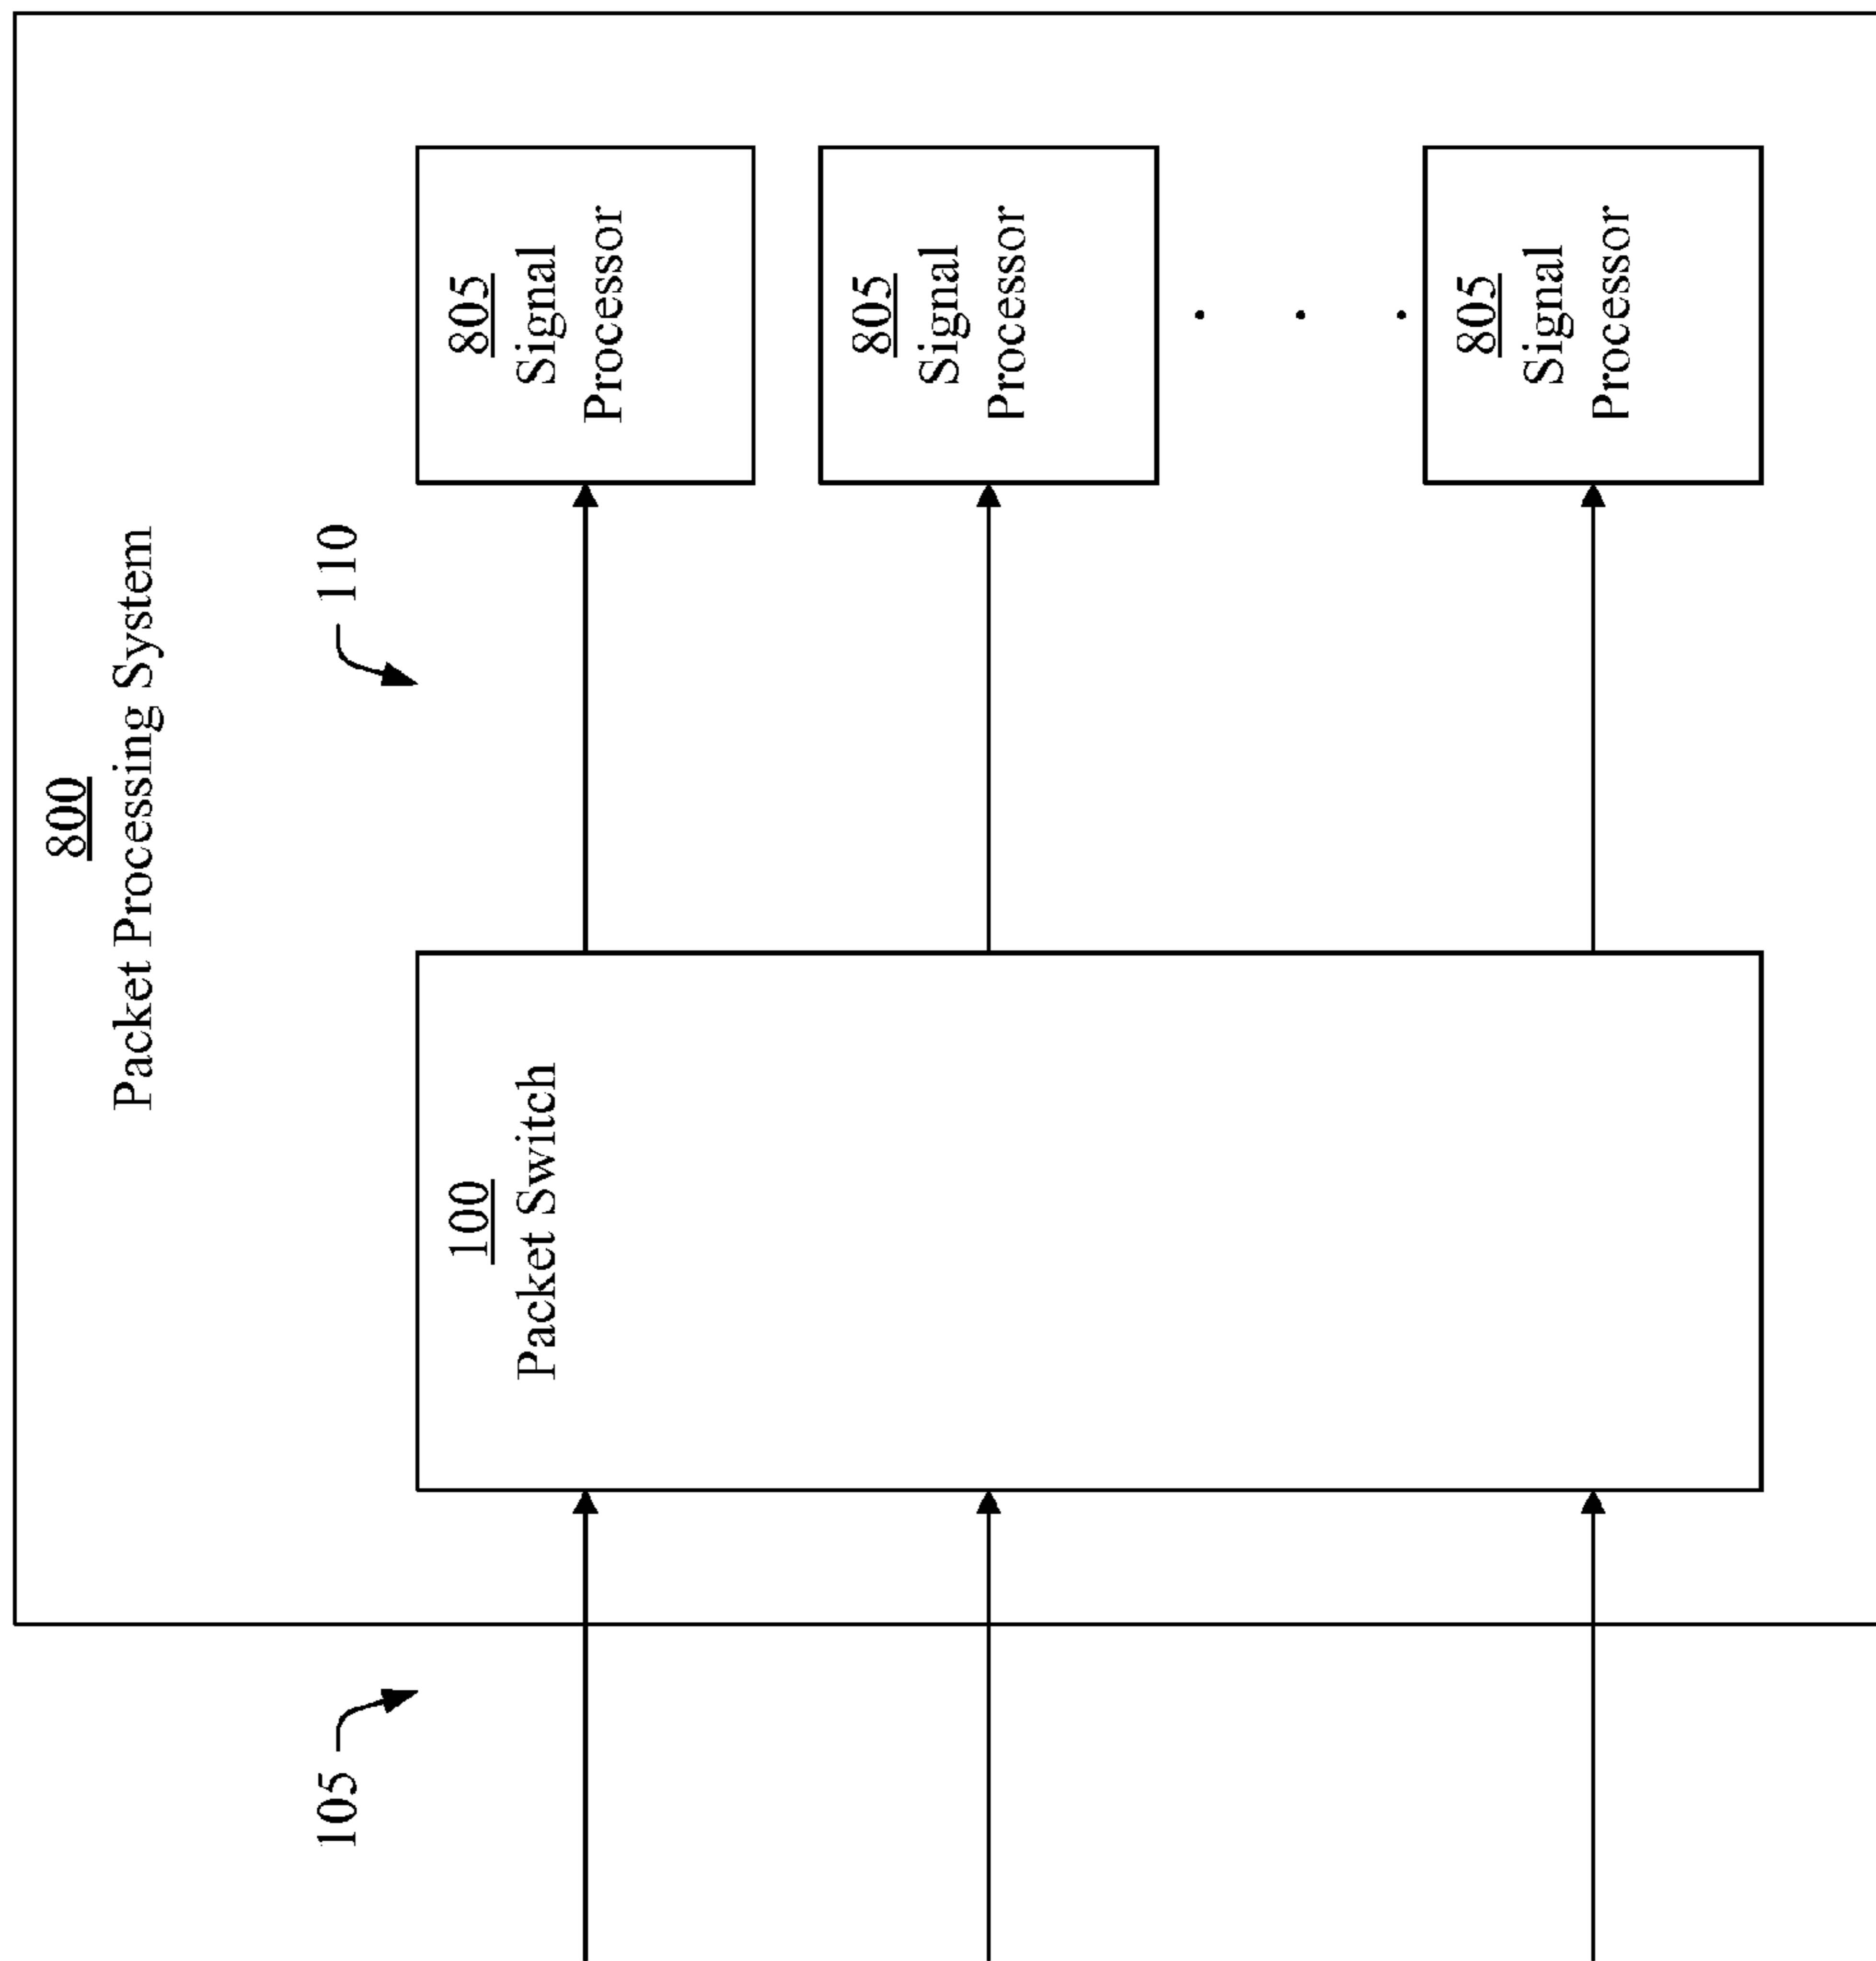 800
Packet Processing System
105
110
100
Packet Switch
805
Signal
Processor
805
Signal
Processor
. . .
805
Signal
Processor